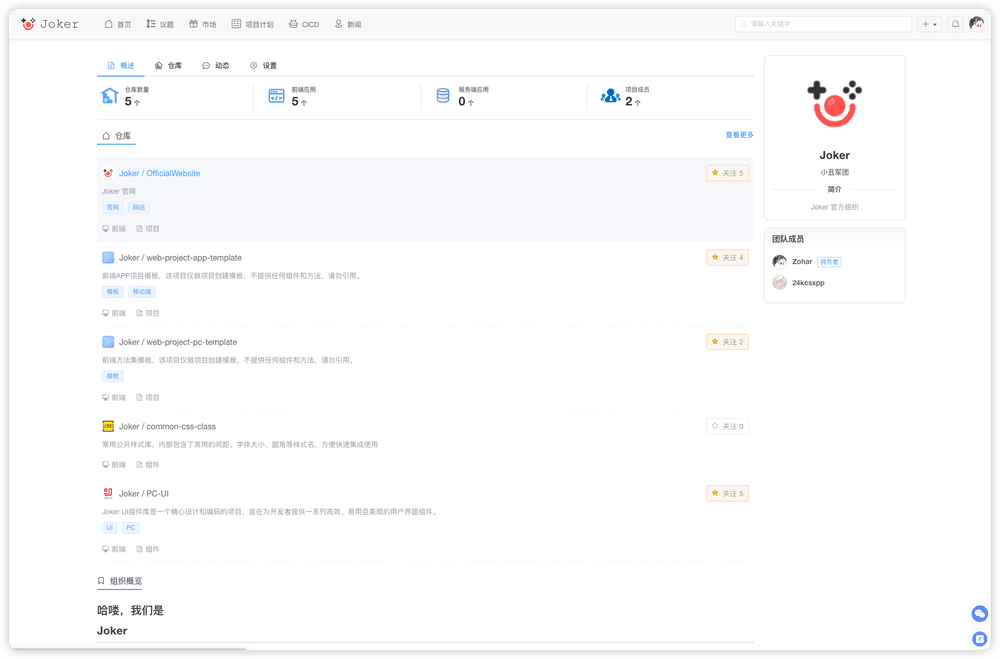 Joker 首页 议题 市场 项目计划 CICD 新闻 请输入关键字
概述 仓库 动态 设置
仓库数量 前端应用 服务端应用 项目成员
5 个 5 个 0 个 2 个
仓库 查看更多
Joker / OfficialWebsite 关注 5
Joker 官网
官网 网站
前端 项目
Joker / web-project-app-template 关注 4
前端APP项目模板，该项目仅做项目创建模板，不提供任何组件和方法，请勿引用。
模板 移动端
前端 项目
Joker / web-project-pc-template 关注 2
前端方法集模板，该项目仅做项目创建模板，不提供任何组件和方法，请勿引用。
模板
前端 项目
Joker / common-css-class 关注 0
常用公共样式库，内部包含了常用的间距、字体大小、圆角等样式名，方便快速集成使用
前端 组件
Joker / PC-UI 关注 5
Joker UI组件库是一个精心设计和编码的项目，旨在为开发者提供一系列高效、易用且美观的用户界面组件。
UI PC
前端 组件
组织概览
哈喽，我们是
Joker
Joker
小丑军团
简介
Joker 官方组织
团队成员
Zohar 拥有者
24kcsxpp